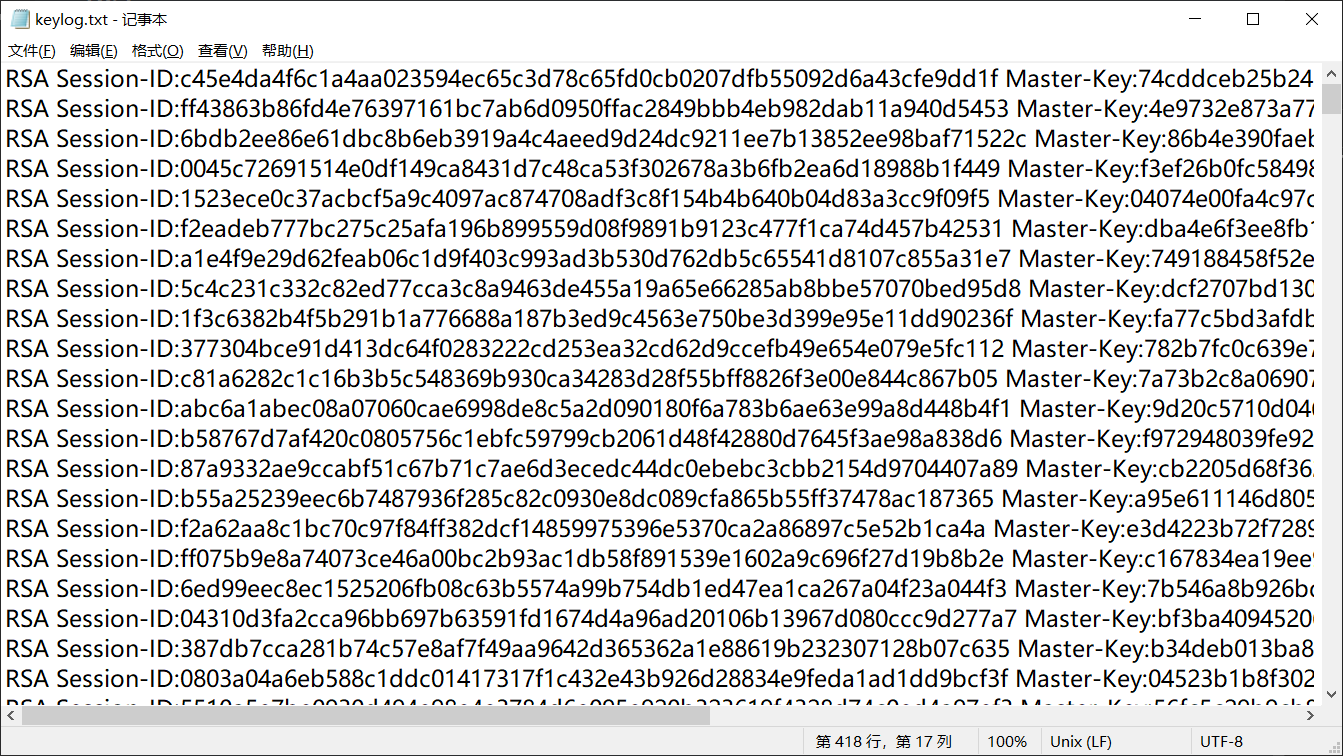 keylog.txt - 记事本
文件(F) 编辑(E) 格式(O) 查看(V) 帮助(H)
RSA Session-ID:c45e4da4f6c1a4aa023594ec65c3d78c65fd0cb0207dfb55092d6a43cfe9dd1f Master-Key:74cddceb25b24
RSA Session-ID:ff43863b86fd4e76397161bc7ab6d0950ffac2849bbb4eb982dab11a940d5453 Master-Key:4e9732e873a77
RSA Session-ID:6bdb2ee86e61dbc8b6eb3919a4c4aeed9d24dc9211ee7b13852ee98baf71522c Master-Key:86b4e390faeb
RSA Session-ID:0045c72691514e0df149ca8431d7c48ca53f302678a3b6fb2ea6d18988b1f449 Master-Key:f3ef26b0fc58498
RSA Session-ID:1523ece0c37acbcf5a9c4097ac874708adf3c8f154b4b640b04d83a3cc9f09f5 Master-Key:04074e00fa4c97c
RSA Session-ID:f2eadeb777bc275c25afa196b899559d08f9891b9123c477f1ca74d457b42531 Master-Key:dba4e6f3ee8fb1
RSA Session-ID:a1e4f9e29d62feab06c1d9f403c993ad3b530d762db5c65541d8107c855a31e7 Master-Key:749188458f52e
RSA Session-ID:5c4c231c332c82ed77cca3c8a9463de455a19a65e66285ab8bbe57070bed95d8 Master-Key:dcf2707bd130
RSA Session-ID:1f3c6382b4f5b291b1a776688a187b3ed9c4563e750be3d399e95e11dd90236f Master-Key:fa77c5bd3afdb
RSA Session-ID:377304bce91d413dc64f0283222cd253ea32cd62d9ccefb49e654e079e5fc112 Master-Key:782b7fc0c639e7
RSA Session-ID:c81a6282c1c16b3b5c548369b930ca34283d28f55bff8826f3e00e844c867b05 Master-Key:7a73b2c8a06907
RSA Session-ID:abc6a1abec08a07060cae6998de8c5a2d090180f6a783b6ae63e99a8d448b4f1 Master-Key:9d20c5710d04
RSA Session-ID:b58767d7af420c0805756c1ebfc59799cb2061d48f42880d7645f3ae98a838d6 Master-Key:f972948039fe92
RSA Session-ID:87a9332ae9ccabf51c67b71c7ae6d3ecedc44dc0ebebc3cbb2154d9704407a89 Master-Key:cb2205d68f36
RSA Session-ID:b55a25239eec6b7487936f285c82c0930e8dc089cfa865b55ff37478ac187365 Master-Key:a95e611146d805
RSA Session-ID:f2a62aa8c1bc70c97f84ff382dcf14859975396e5370ca2a86897c5e52b1ca4a Master-Key:e3d4223b72f7289
RSA Session-ID:ff075b9e8a74073ce46a00bc2b93ac1db58f891539e1602a9c696f27d19b8b2e Master-Key:c167834ea19ee
RSA Session-ID:6ed99eec8ec1525206fb08c63b5574a99b754db1ed47ea1ca267a04f23a044f3 Master-Key:7b546a8b926bc
RSA Session-ID:04310d3fa2cca96bb697b63591fd1674d4a96ad20106b13967d080ccc9d277a7 Master-Key:bf3ba4094520
RSA Session-ID:387db7cca281b74c57e8af7f49aa9642d365362a1e88619b232307128b07c635 Master-Key:b34deb013ba8
RSA Session-ID:0803a04a6eb588c1ddc01417317f1c432e43b926d28834e9feda1ad1dd9bcf3f Master-Key:04523b1b8f302
第 418 行，第 17 列 100% Unix (LF) UTF-8